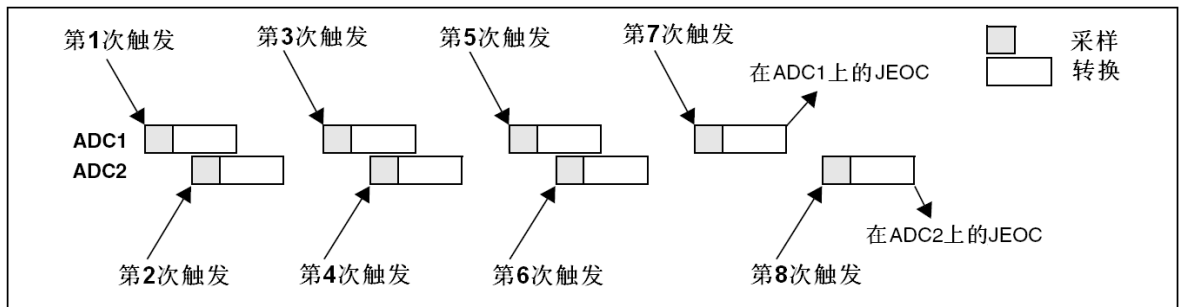 第1次触发
第3次触发
第5次触发
第7次触发
采样
转换
在ADC1上的JEOC
ADC1
ADC2
在ADC2上的JEOC
第2次触发
第4次触发
第6次触发
第8次触发